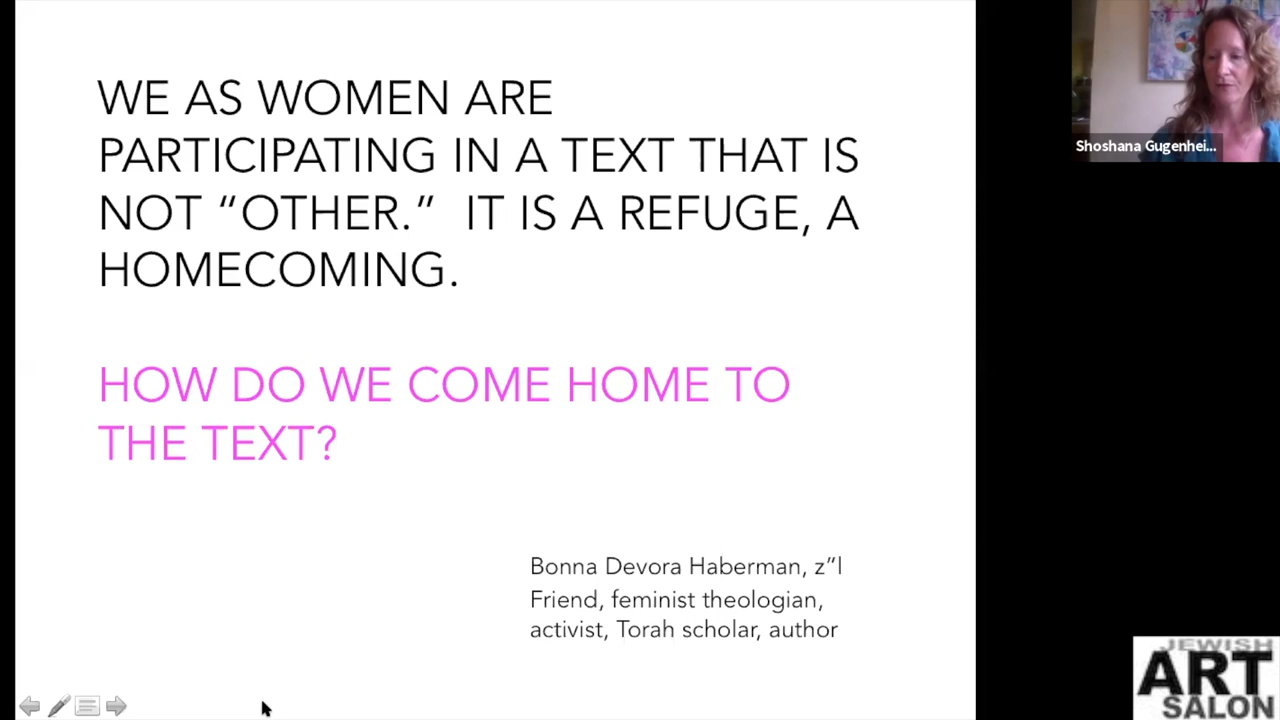 WE AS WOMEN ARE
PARTICIPATING IN A TEXT THAT IS
NOT “OTHER.”  IT IS A REFUGE, A
HOMECOMING.
HOW DO WE COME HOME TO
THE TEXT?
Bonna Devora Haberman, z”l
Friend, feminist theologian,
activist, Torah scholar, author
Shoshana Gugenhei...
JEWISH
ART
SALON